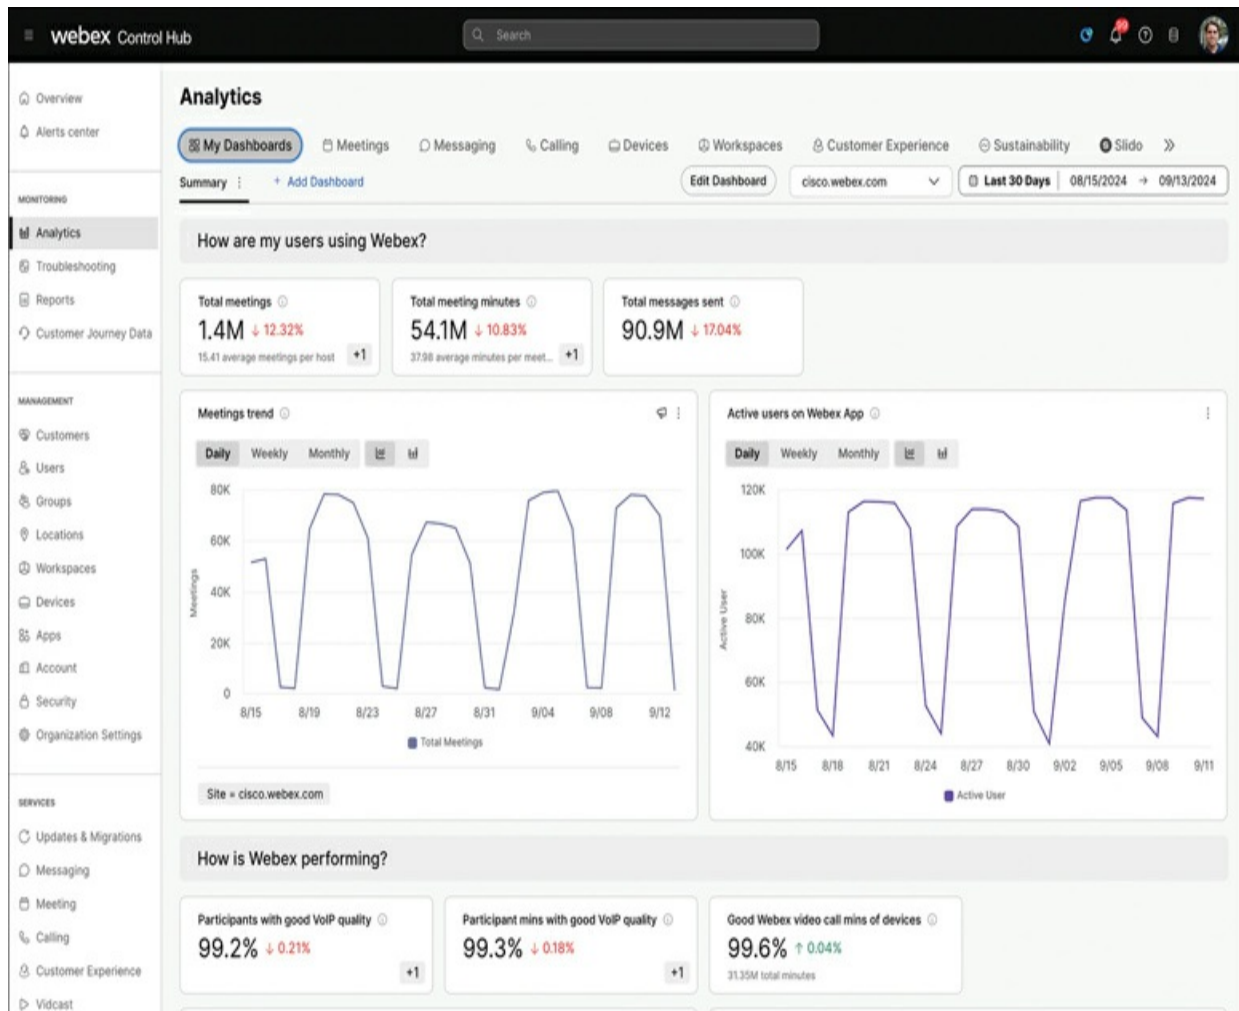 webex Control Hub
Search
99
Overview
Alerts center
MONITORING
Analytics
Troubleshooting
Reports
Customer Journey Data
MANAGEMENT
Customers
Users
Groups
Locations
Workspaces
Devices
Apps
Account
Security
Organization Settings
SERVICES
Updates & Migrations
Messaging
Meeting
Calling
Customer Experience
Vidcast
Analytics
My Dashboards Meetings Messaging Calling Devices Workspaces Customer Experience Sustainability Slido
Summary + Add Dashboard Edit Dashboard cisco.webex.com Last 30 Days 08/15/2024 → 09/13/2024
How are my users using Webex?
Total meetings
1.4M ↓ 12.32%
15.41 average meetings per host +1
Total meeting minutes
54.1M ↓ 10.83%
37.98 average minutes per meet... +1
Total messages sent
90.9M ↓ 17.04%
Meetings trend
Daily Weekly Monthly
80K
60K
40K
20K
0
Meetings
8/15 8/19 8/23 8/27 8/31 9/04 9/08 9/12
Total Meetings
Site = cisco.webex.com
Active users on Webex App
Daily Weekly Monthly
120K
100K
80K
60K
40K
Active User
8/15 8/18 8/21 8/24 8/27 8/30 9/02 9/05 9/08 9/11
Active User
How is Webex performing?
Participants with good VoIP quality
99.2% ↓ 0.21%
+1
Participant mins with good VoIP quality
99.3% ↓ 0.18%
+1
Good Webex video call mins of devices
99.6% ↑ 0.04%
31.35M total minutes